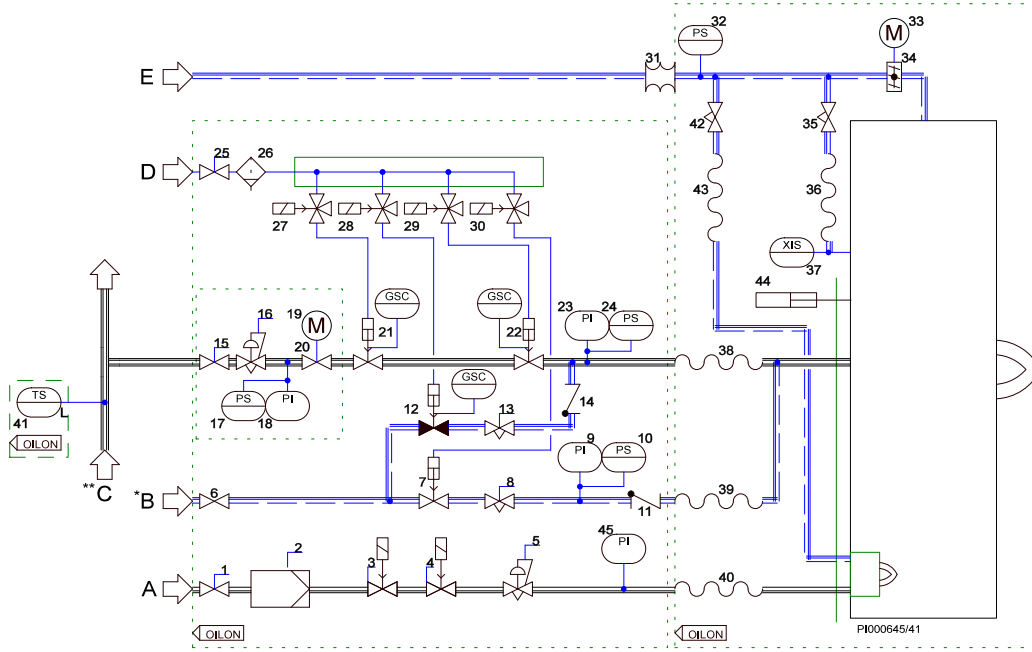 33
32
M
PS
34
31
E
42
35
25
26
D
43
36
27
28
29
30
XIS
37
44
GSC
GSC
16
19
23
24
M
PI
PS
21
22
15
20
38
TS
GSC
41
L
PS
PI
12
13
14
17
18
OILON
9
10
PI
PS
**C
7
8
*B
6
39
11
45
2
5
PI
1
3
4
A
40
OILON
OILON
PI000645/41